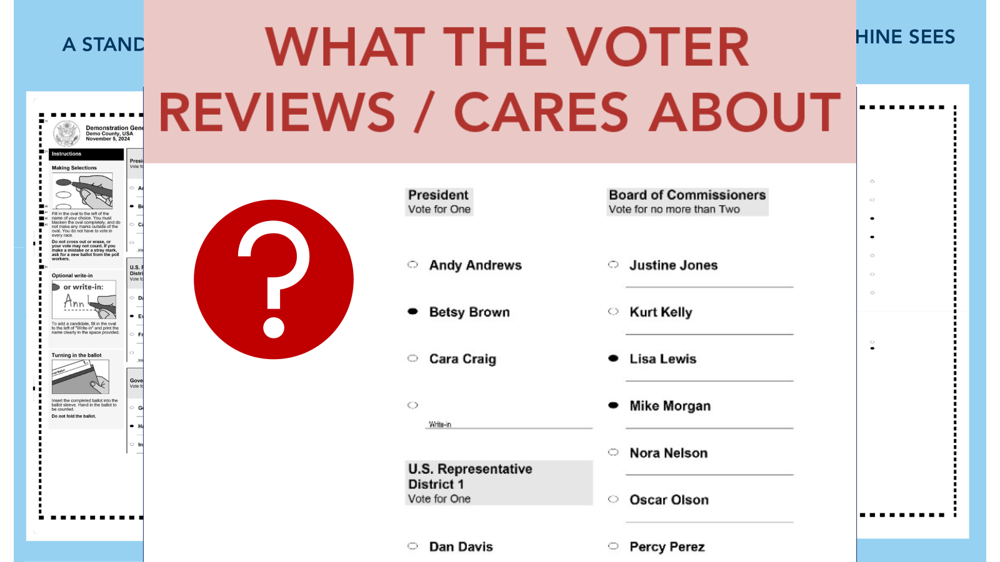 A STAND
WHAT THE VOTER
REVIEWS / CARES ABOUT
HINE SEES
Demonstration Gene
Demo County, USA
November 5, 2024
Instructions
Making Selections
Fill in the oval to the left of the
name of your choice. You must
blacken the oval completely, and do
not make any marks outside of the
oval. You do not have to vote in
every race.
Do not cross out or erase, or
your vote may not count. If you
make a mistake or a stray mark,
ask for a new ballot from the poll
workers.
Optional write-in
or write-in:
Ann
To add a candidate, fill in the oval
to the left of "Write-in" and print the
name clearly in the space provided.
Turning in the ballot
Insert the completed ballot into the
ballot sleeve. Hand in the ballot to
be counted.
Do not fold the ballot.
Presi
Vote fo
An
Be
Ca
U.S. R
Distri
Vote fo
Da
Ev
Fr
Gove
Vote fo
Ge
Ha
In
?
President
Vote for One
Andy Andrews
Betsy Brown
Cara Craig
Write-in
U.S. Representative
District 1
Vote for One
Dan Davis
Board of Commissioners
Vote for no more than Two
Justine Jones
Kurt Kelly
Lisa Lewis
Mike Morgan
Nora Nelson
Oscar Olson
Percy Perez